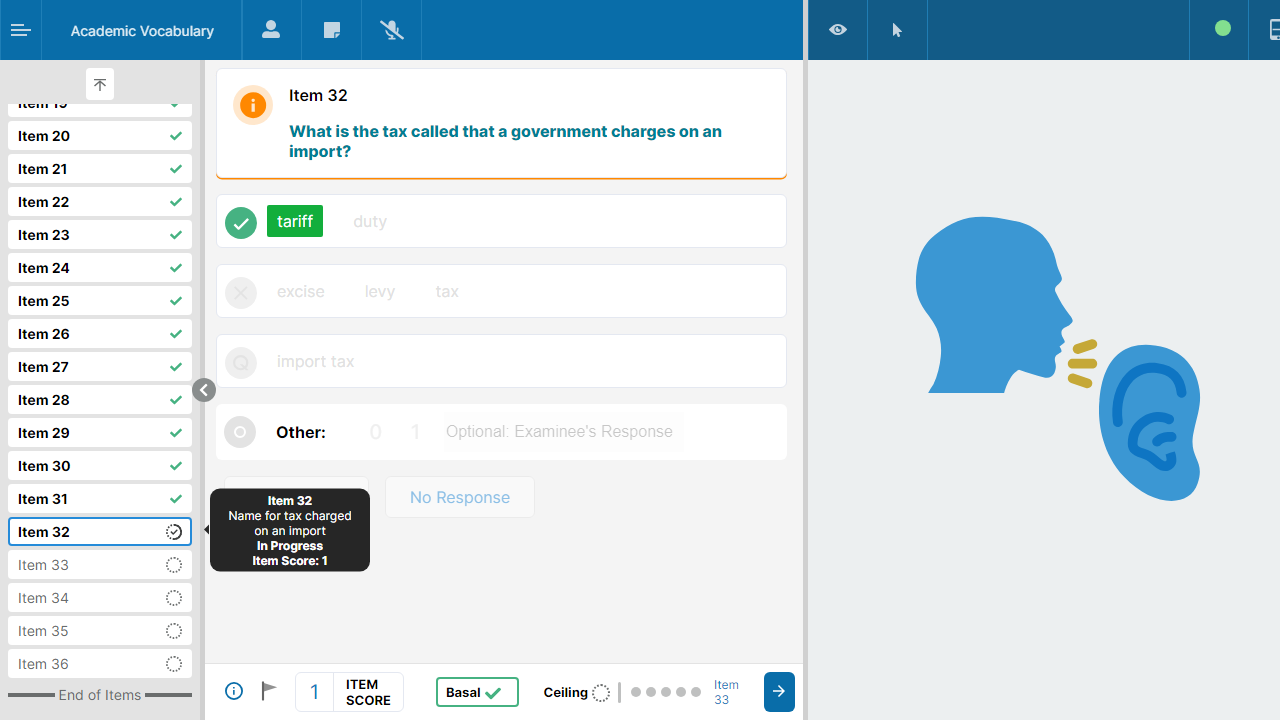 Academic Vocabulary
Item 19
Item 20
Item 21
Item 22
Item 23
Item 24
Item 25
Item 26
Item 27
Item 28
Item 29
Item 30
Item 31
Item 32
Item 33
Item 34
Item 35
Item 36
End of Items
Item 32
What is the tax called that a government charges on an
import?
tariff duty
excise levy tax
Q import tax
O Other: 0 1 Optional: Examinee's Response
No Response
Item 32
Name for tax charged
on an import
In Progress
Item Score: 1
1 ITEM
SCORE
Basal
Ceiling
Item
33